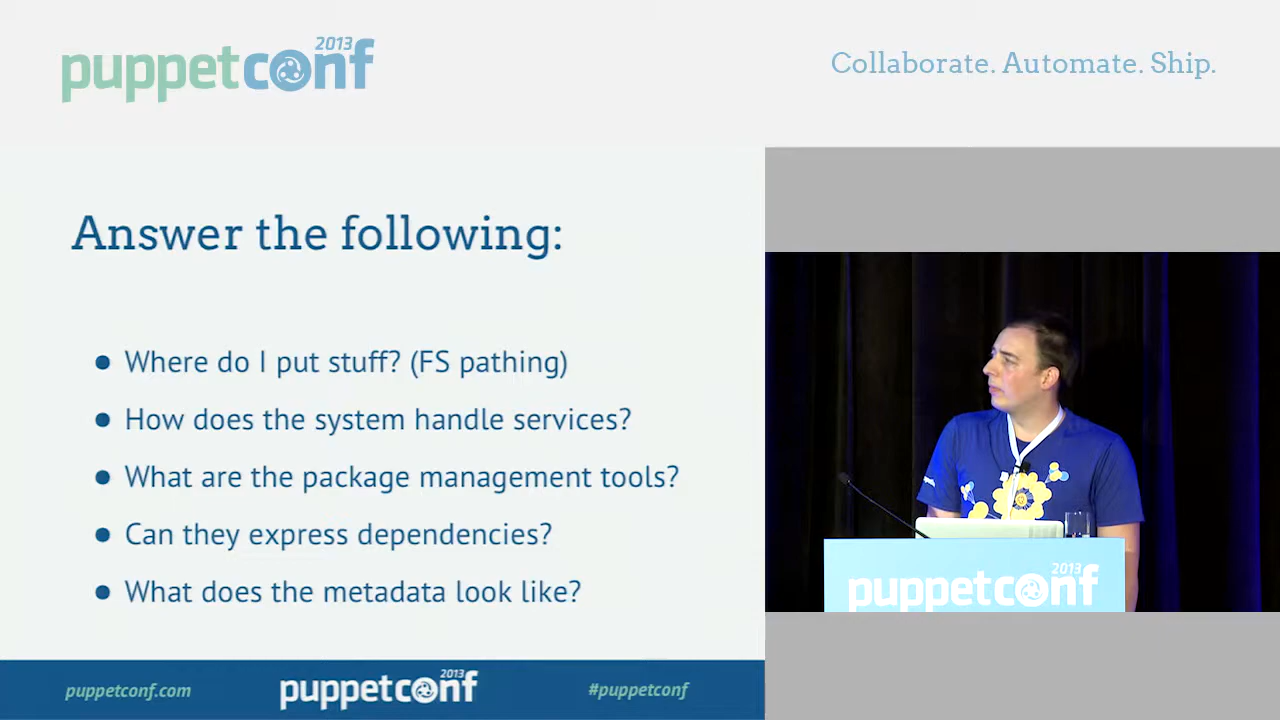 2013
puppetconf
Collaborate. Automate. Ship.
Answer the following:
● Where do I put stuff? (FS pathing)
● How does the system handle services?
● What are the package management tools?
● Can they express dependencies?
● What does the metadata look like?
2013
puppetconf
puppetconf.com
2013
puppetconf
#puppetconf